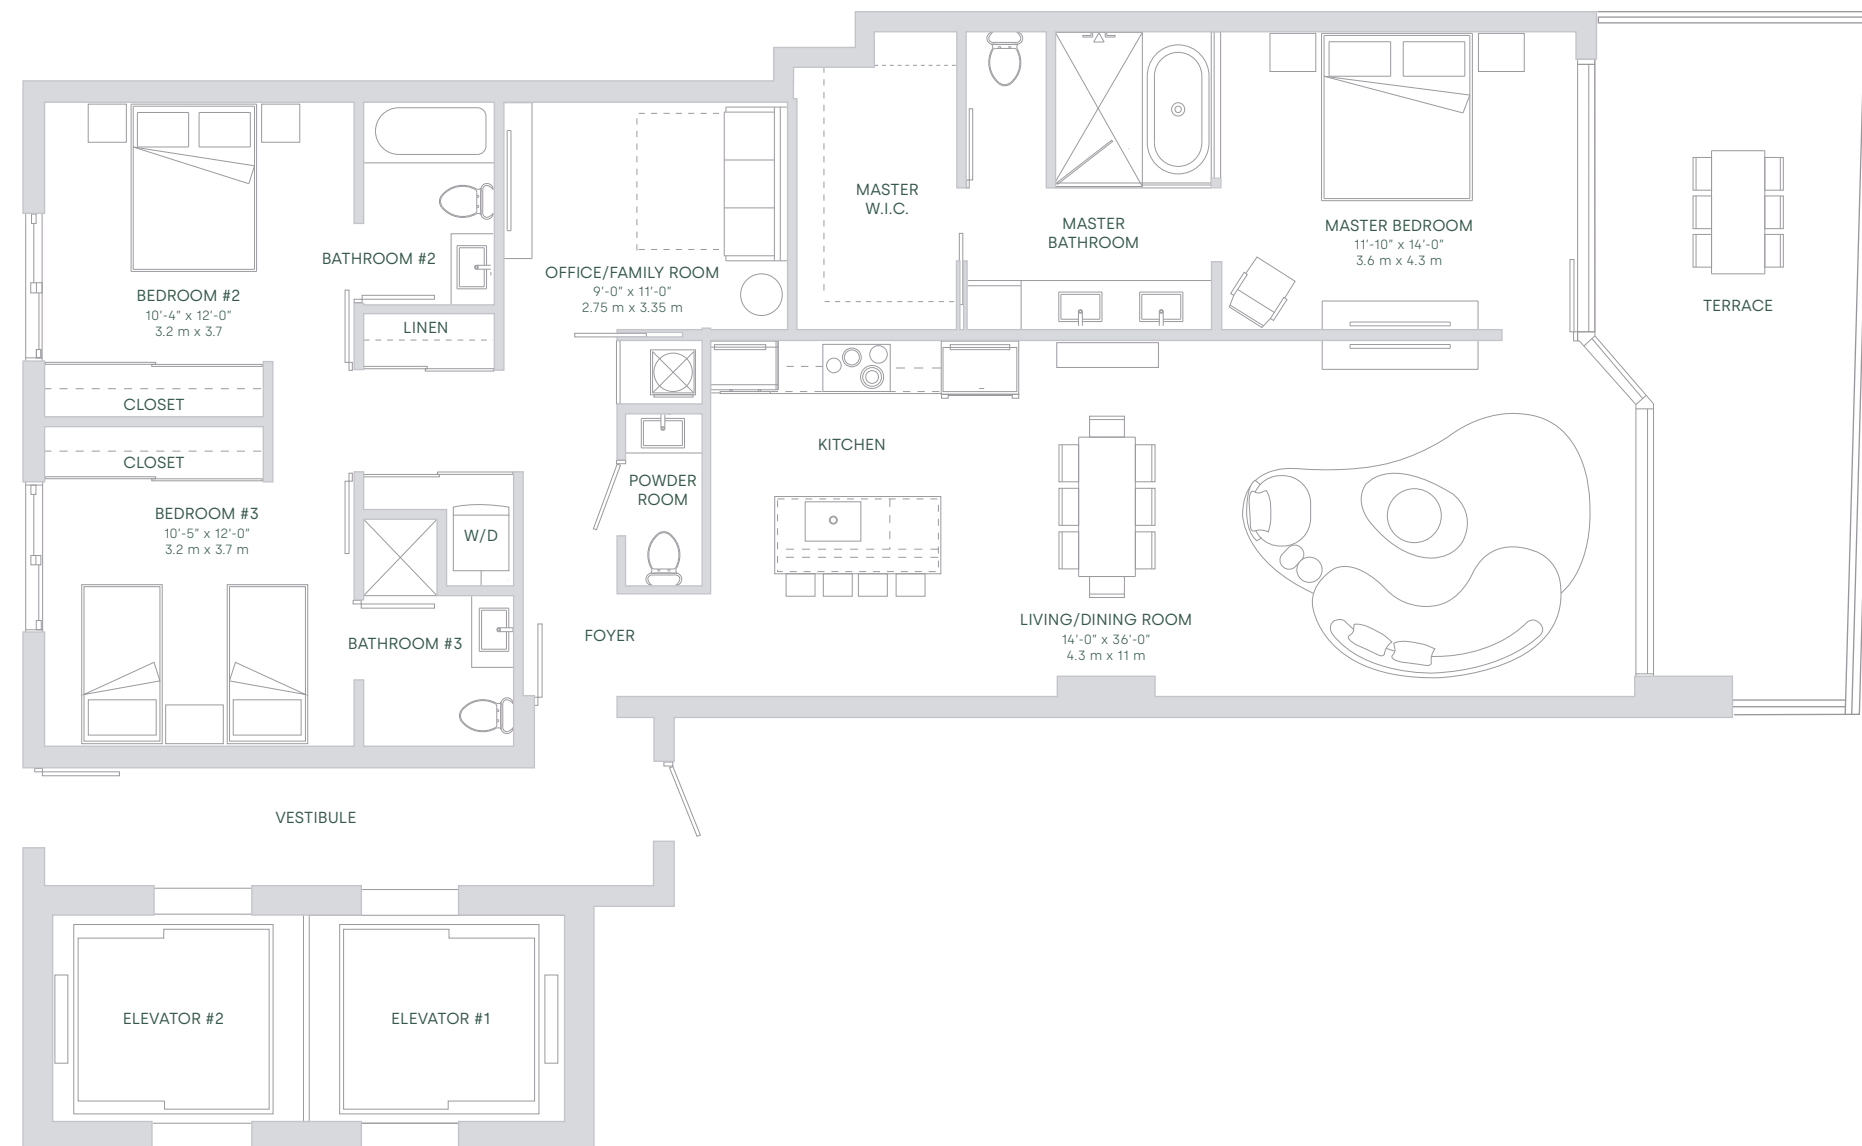 MASTER
W.I.C.
MASTER
BATHROOM
MASTER BEDROOM
11'-10" x 14'-0"
3.6 m x 4.3 m
TERRACE
BATHROOM #2
OFFICE/FAMILY ROOM
9'-0" x 11'-0"
2.75 m x 3.35 m
BEDROOM #2
10'-4" x 12'-0"
3.2 m x 3.7
LINEN
CLOSET
CLOSET
KITCHEN
POWDER
ROOM
BEDROOM #3
10'-5" x 12'-0"
3.2 m x 3.7 m
W/D
BATHROOM #3
FOYER
LIVING/DINING ROOM
14'-0" x 36'-0"
4.3 m x 11 m
VESTIBULE
ELEVATOR #2
ELEVATOR #1